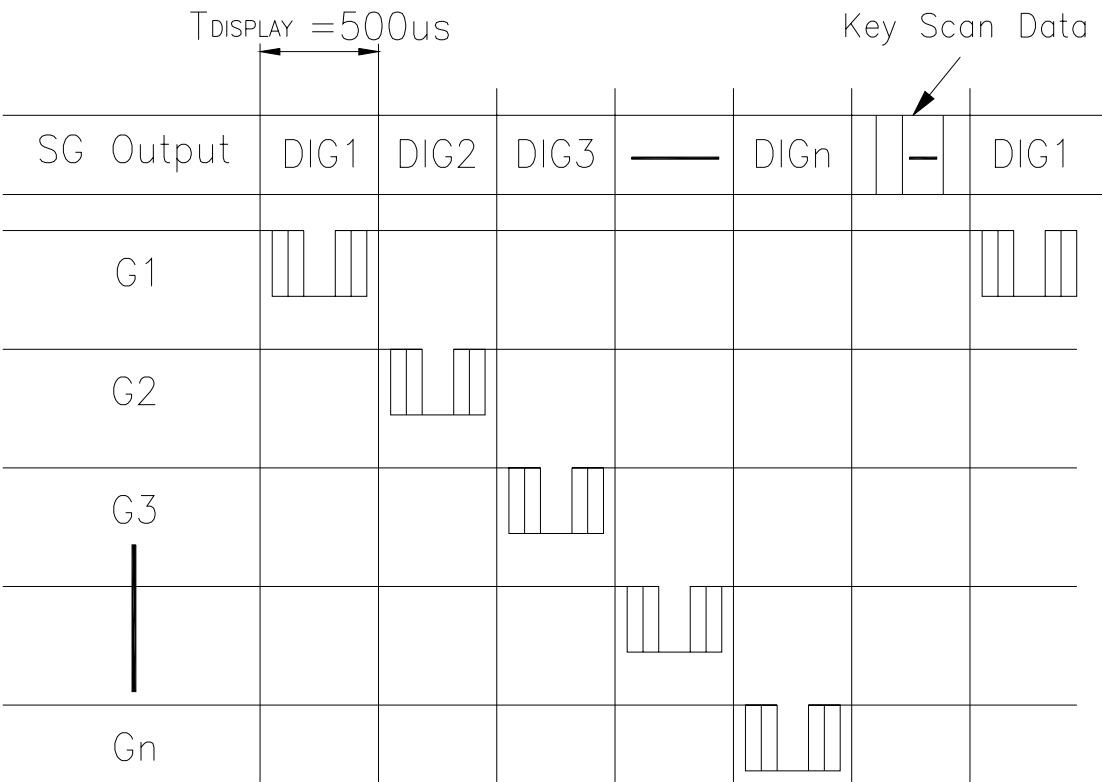 TDISPLAY =500us
Key Scan Data
SG Output DIG1 DIG2 DIG3 DIGn DIG1
G1
G2
G3
Gn